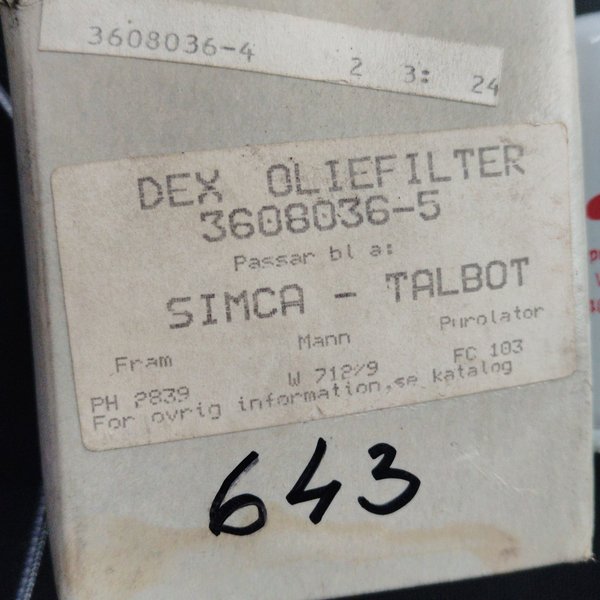 3608036-4 2 3: 24
DEX OLIEFILTER
3608036-5
Passar bl a:
SIMCA - TALBOT
Fram Mann Purolator
PH 2839 W 712/9 FC 103
For ovrig information,se katalog
643